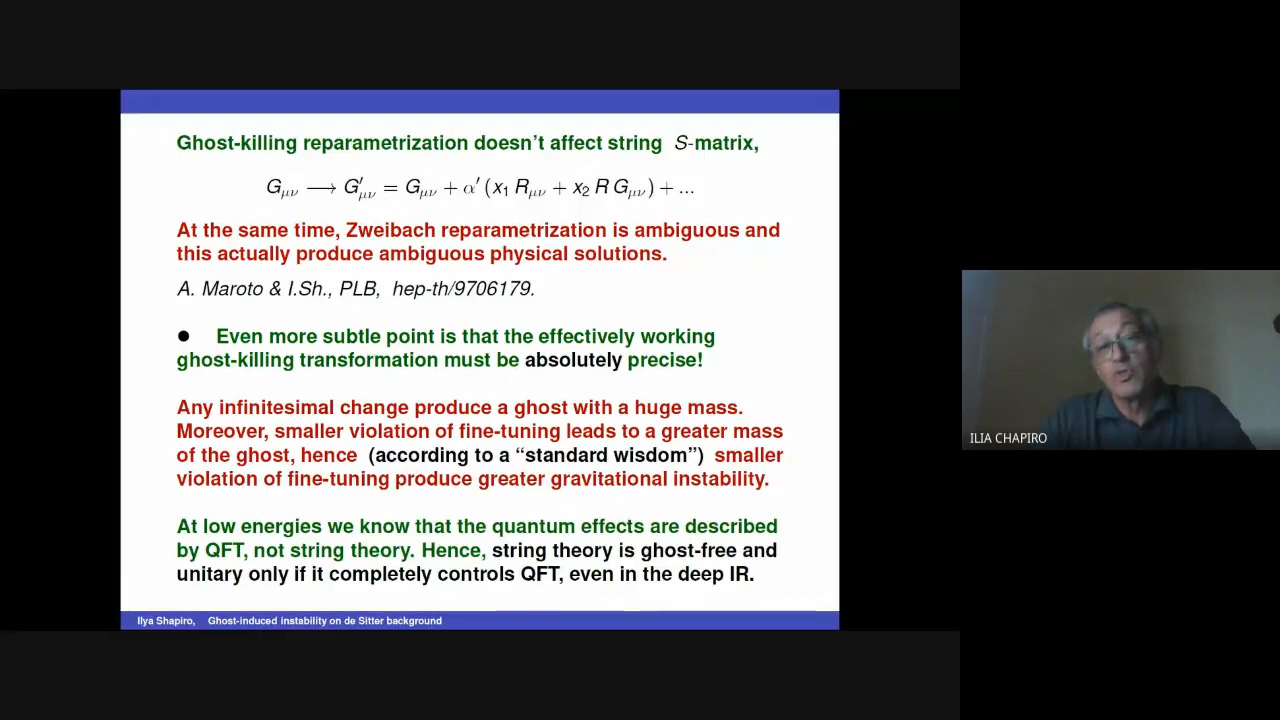 Ghost-killing reparametrization doesn't affect string S-matrix,
G_{μν} ⟶ G'_{μν} = G_{μν} + α' (x_1 R_{μν} + x_2 R G_{μν}) + ...
At the same time, Zweibach reparametrization is ambiguous and
this actually produce ambiguous physical solutions.
A. Maroto & I.Sh., PLB, hep-th/9706179.
● Even more subtle point is that the effectively working
ghost-killing transformation must be absolutely precise!
Any infinitesimal change produce a ghost with a huge mass.
Moreover, smaller violation of fine-tuning leads to a greater mass
of the ghost, hence (according to a “standard wisdom”) smaller
violation of fine-tuning produce greater gravitational instability.
At low energies we know that the quantum effects are described
by QFT, not string theory. Hence, string theory is ghost-free and
unitary only if it completely controls QFT, even in the deep IR.
Ilya Shapiro, Ghost-induced instability on de Sitter background
ILIA CHAPIRO